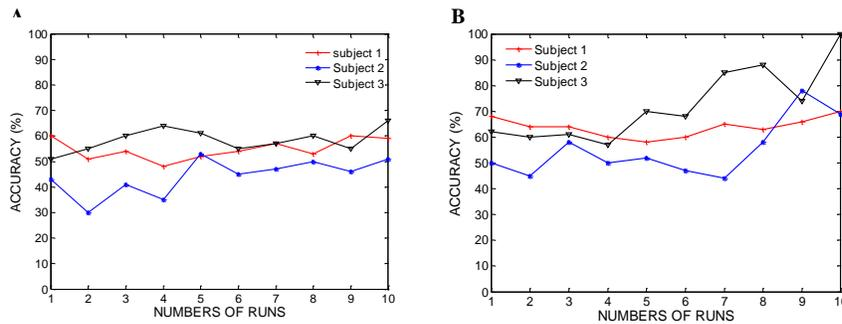 A
100
90
80
70
60
50
40
30
20
10
0
ACCURACY (%)
subject 1
Subject 2
Subject 3
1 2 3 4 5 6 7 8 9 10
NUMBERS OF RUNS
B
100
90
80
70
60
50
40
30
20
10
0
ACCURACY (%)
Subject 1
Subject 2
Subject 3
1 2 3 4 5 6 7 8 9 10
NUMBERS OF RUNS